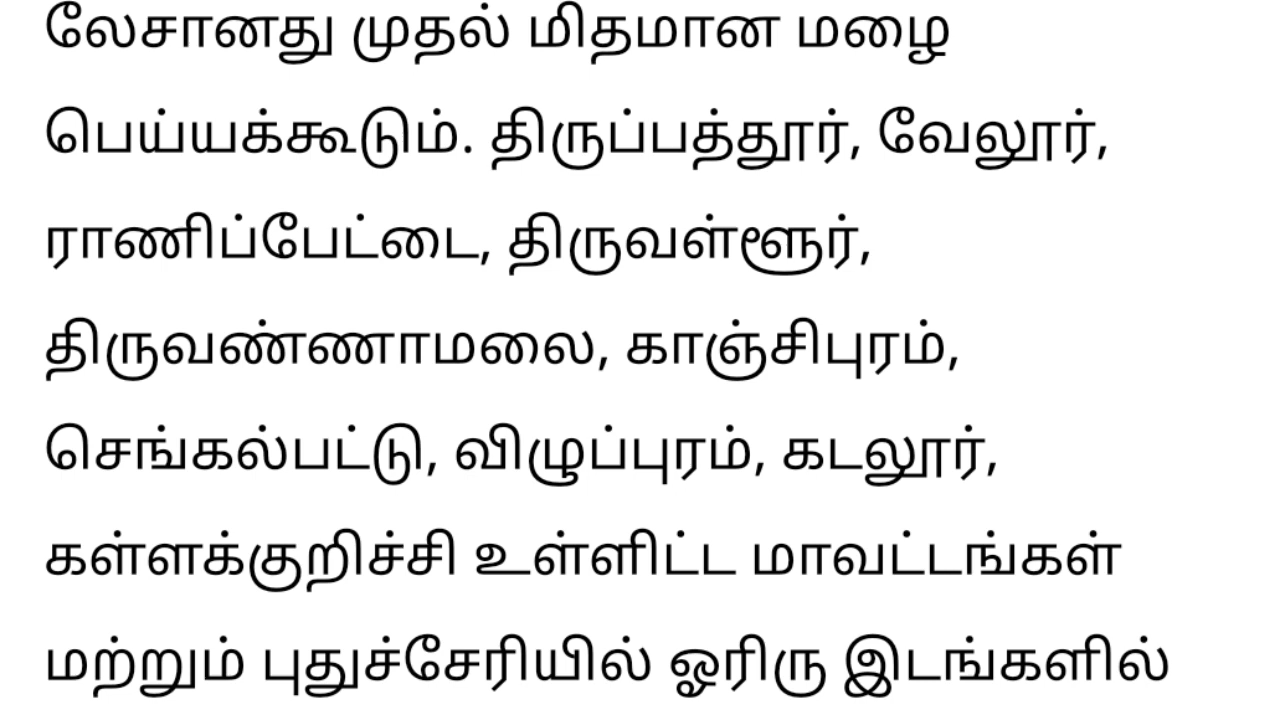 லேசானது முதல் மிதமான மழை
பெய்யக்கூடும். திருப்பத்தூர், வேலூர்,
ராணிப்பேட்டை, திருவள்ளூர்,
திருவண்ணாமலை, காஞ்சிபுரம்,
செங்கல்பட்டு, விழுப்புரம், கடலூர்,
கள்ளக்குறிச்சி உள்ளிட்ட மாவட்டங்கள்
மற்றும் புதுச்சேரியில் ஓரிரு இடங்களில்